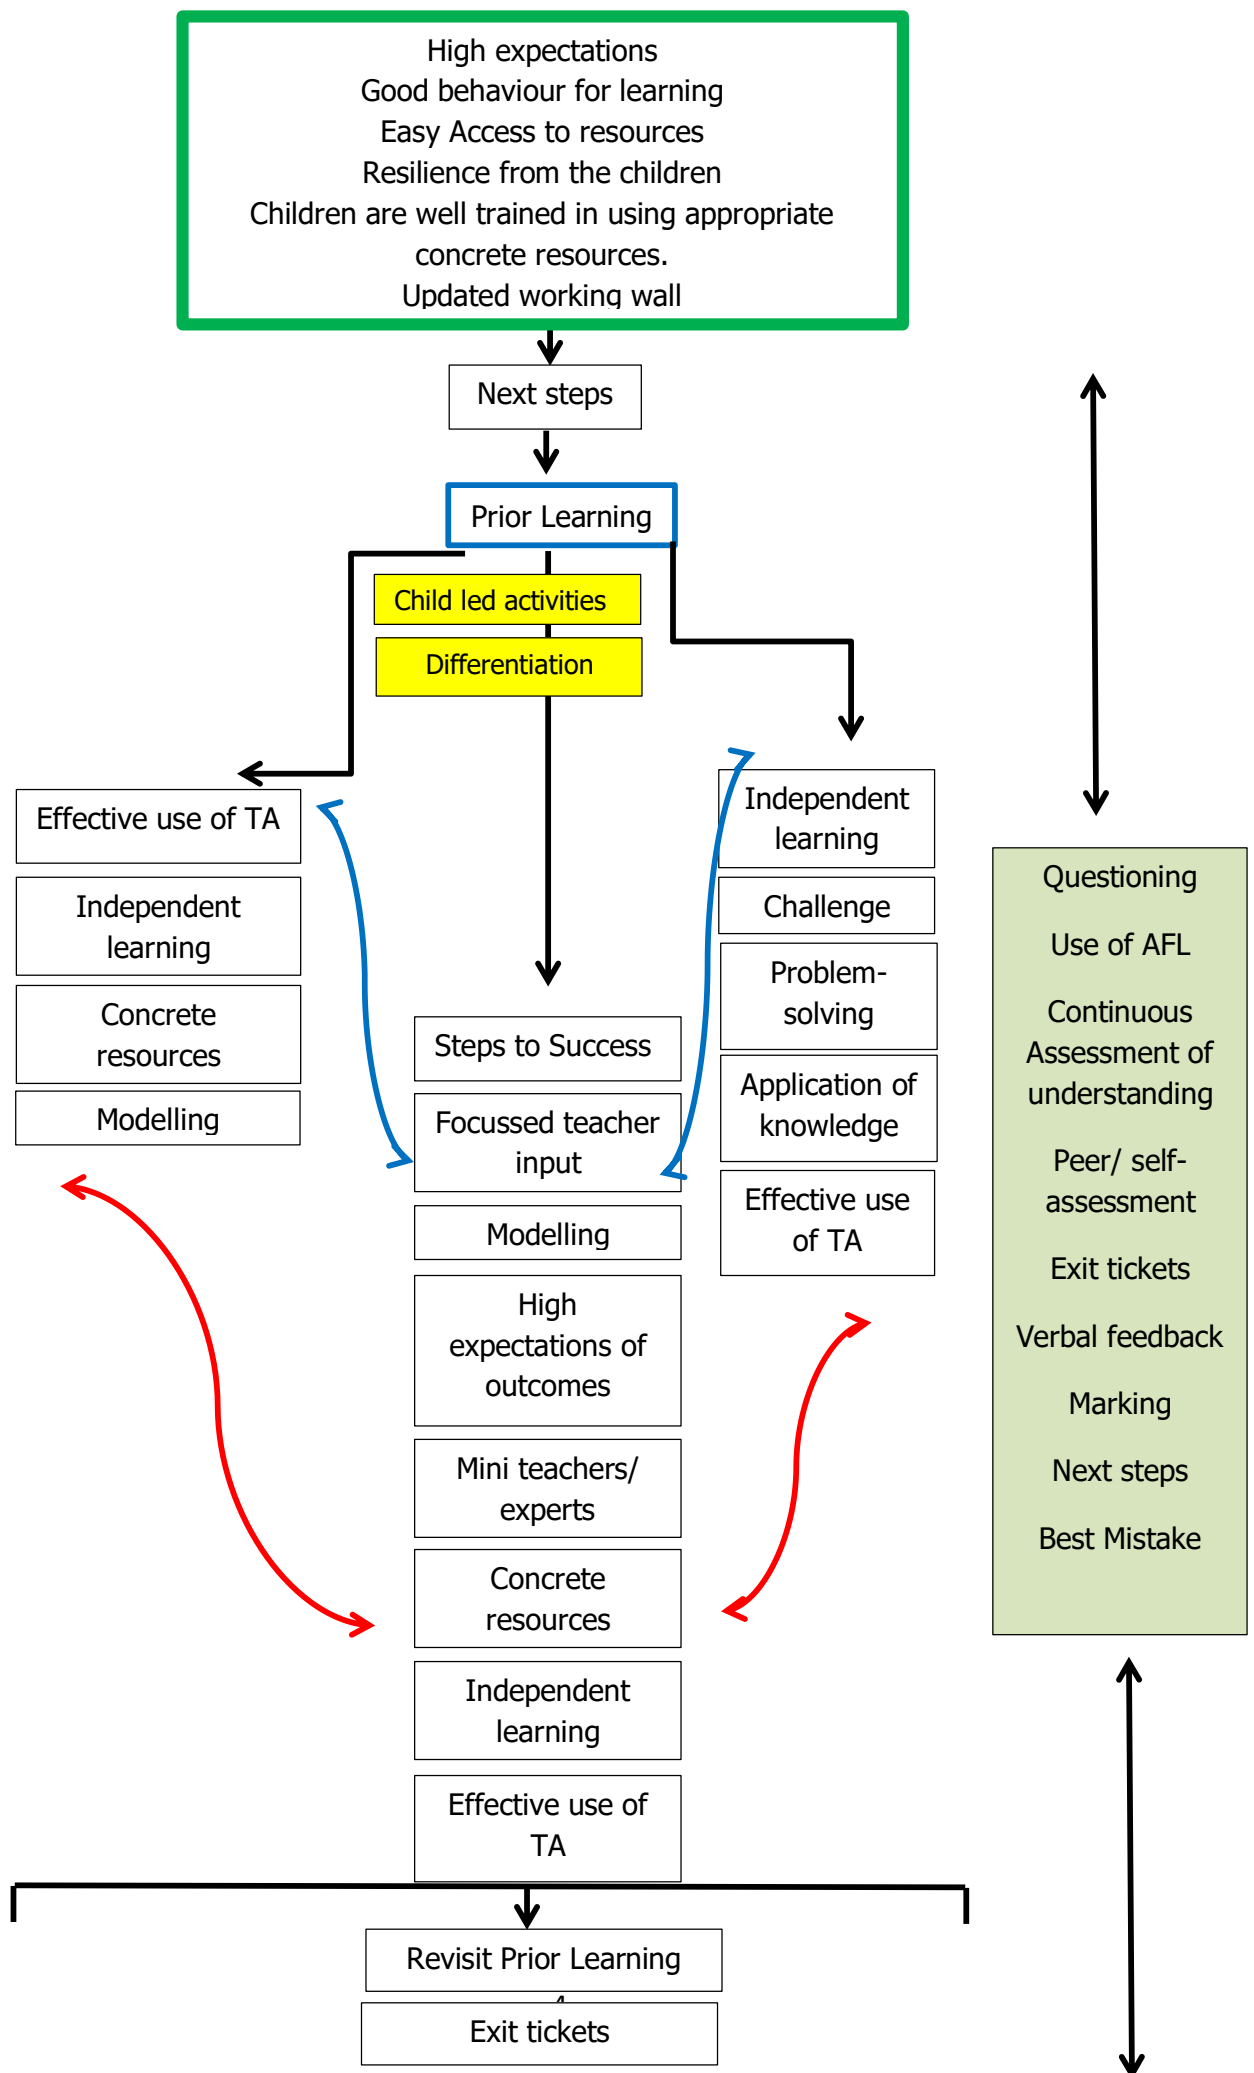 High expectations
Good behaviour for learning
Easy Access to resources
Resilience from the children
Children are well trained in using appropriate
concrete resources.
Updated working wall
Next steps
Prior Learning
Child led activities
Differentiation
Effective use of TA
Independent
learning
Concrete
resources
Modelling
Steps to Success
Focussed teacher
input
Modelling
High
expectations of
outcomes
Mini teachers/
experts
Concrete
resources
Independent
learning
Effective use of
TA
Independent
learning
Challenge
Problem-
solving
Application of
knowledge
Effective use
of TA
Questioning
Use of AFL
Continuous
Assessment of
understanding
Peer/ self-
assessment
Exit tickets
Verbal feedback
Marking
Next steps
Best Mistake
Revisit Prior Learning
Exit tickets